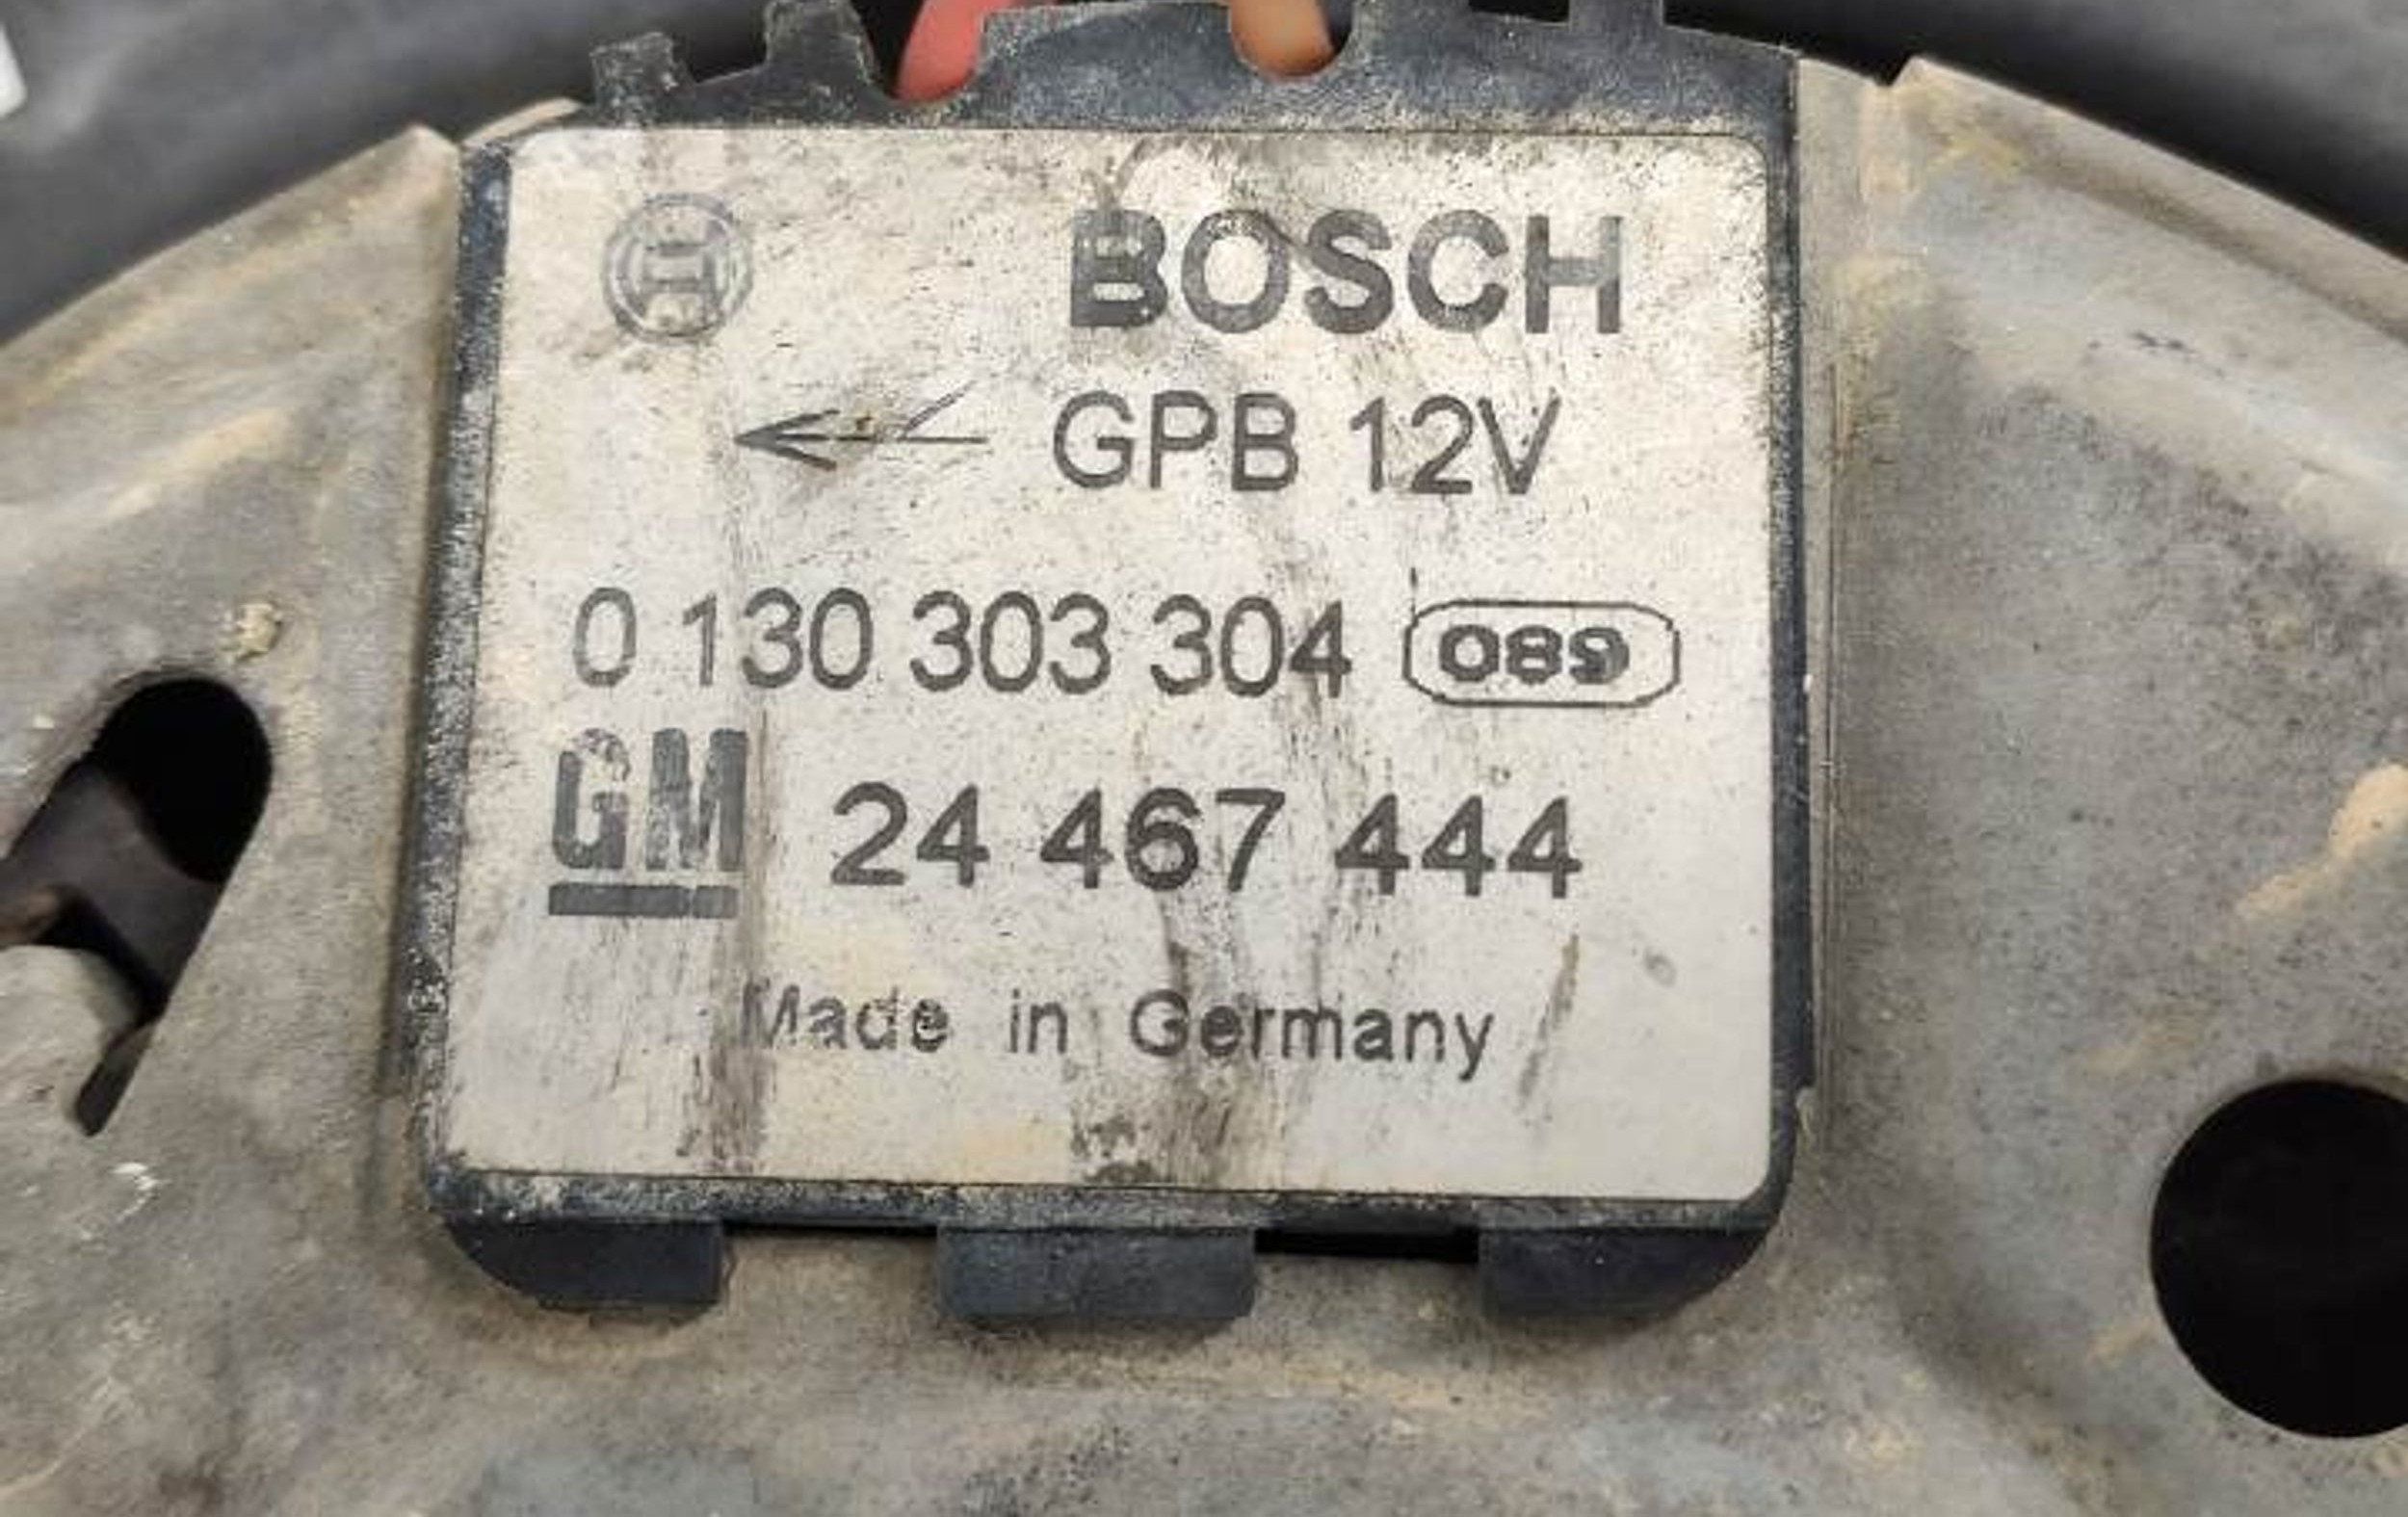 BOSCH
GPB 12V
0 130 303 304 089
GM 24 467 444
Made in Germany